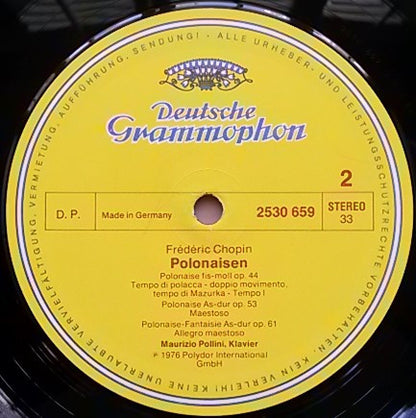 ALLE URHEBER- UND LEISTUNGSSCHUTZRECHTE VORBEHALTEN. KEIN VERLEIH! KEINE UNERLAUBTE VERVIELFÄLTIGUNG, VERMIETUNG, AUFFÜHRUNG, SENDUNG! -
Deutsche
Grammophon
2
D. P.
Made in Germany
2530 659
STEREO
33
Frédéric Chopin
Polonaisen
Polonaise fis-moll op. 44
Tempo di polacca - doppio movimento,
tempo di Mazurka - Tempo I
Polonaise As-dur op. 53
Maestoso
Polonaise-Fantaisie As-dur op. 61
Allegro maestoso
Maurizio Pollini, Klavier
℗ 1976 Polydor International
GmbH